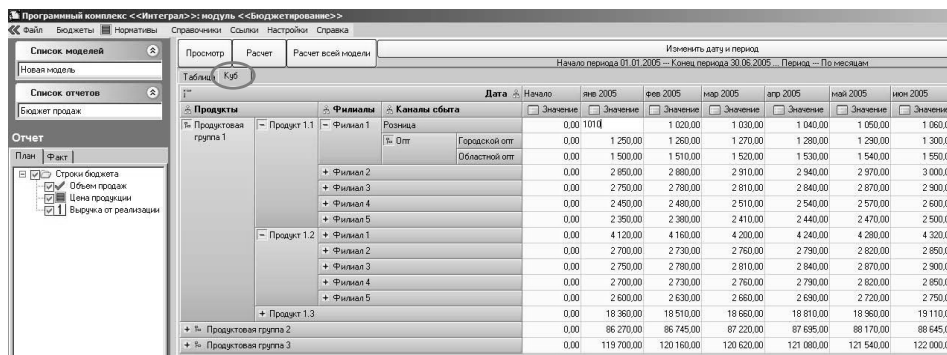 Программный комплекс <<Интеграл>>: модуль <<Бюджетирование>>
Файл Бюджеты Нормативы Справочники Ссылки Настройки Справка
Список моделей
Новая модель
Список отчетов
Бюджет продаж
Отчет
План Факт
Строки бюджета
Объем продаж
Цена продукции
Выручка от реализации
Просмотр Расчет Расчет всей модели Изменить дату и период
Начало периода 01.01.2005 --- Конец периода 30.06.2005 ... Период --- По месяцам
Таблица Куб
Дата Начало янв 2005 фев 2005 мар 2005 апр 2005 май 2005 июн 2005
Продукты Филиалы Каналы сбыта Значение Значение Значение Значение Значение Значение Значение
Продуктовая группа 1 Продукт 1.1 Филиал 1 Розница 0,00 1010 1 020,00 1 030,00 1 040,00 1 050,00 1 060,0
Опт Городской опт 0,00 1 250,00 1 260,00 1 270,00 1 280,00 1 290,00 1 300,0
Областной опт 0,00 1 500,00 1 510,00 1 520,00 1 530,00 1 540,00 1 550,0
+ Филиал 2 0,00 2 850,00 2 880,00 2 910,00 2 940,00 2 970,00 3 000,0
+ Филиал 3 0,00 2 750,00 2 780,00 2 810,00 2 840,00 2 870,00 2 900,0
+ Филиал 4 0,00 2 450,00 2 480,00 2 510,00 2 540,00 2 570,00 2 600,0
+ Филиал 5 0,00 2 350,00 2 380,00 2 410,00 2 440,00 2 470,00 2 500,0
Продукт 1.2 + Филиал 1 0,00 4 120,00 4 160,00 4 200,00 4 240,00 4 280,00 4 320,0
+ Филиал 2 0,00 2 700,00 2 730,00 2 760,00 2 790,00 2 820,00 2 850,0
+ Филиал 3 0,00 2 750,00 2 780,00 2 810,00 2 840,00 2 870,00 2 900,0
+ Филиал 4 0,00 2 700,00 2 730,00 2 760,00 2 790,00 2 820,00 2 850,0
+ Филиал 5 0,00 2 600,00 2 630,00 2 660,00 2 690,00 2 720,00 2 750,0
+ Продукт 1.3 0,00 18 360,00 18 510,00 18 660,00 18 810,00 18 960,00 19 110,0
+ Продуктовая группа 2 0,00 86 270,00 86 745,00 87 220,00 87 695,00 88 170,00 88 645,0
+ Продуктовая группа 3 0,00 119 700,00 120 160,00 120 620,00 121 080,00 121 540,00 122 000,0